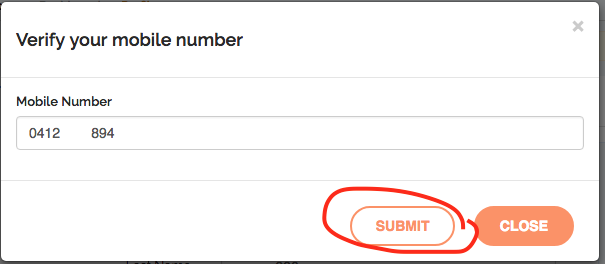 Verify your mobile number
×
Mobile Number
0412 894
SUBMIT
CLOSE